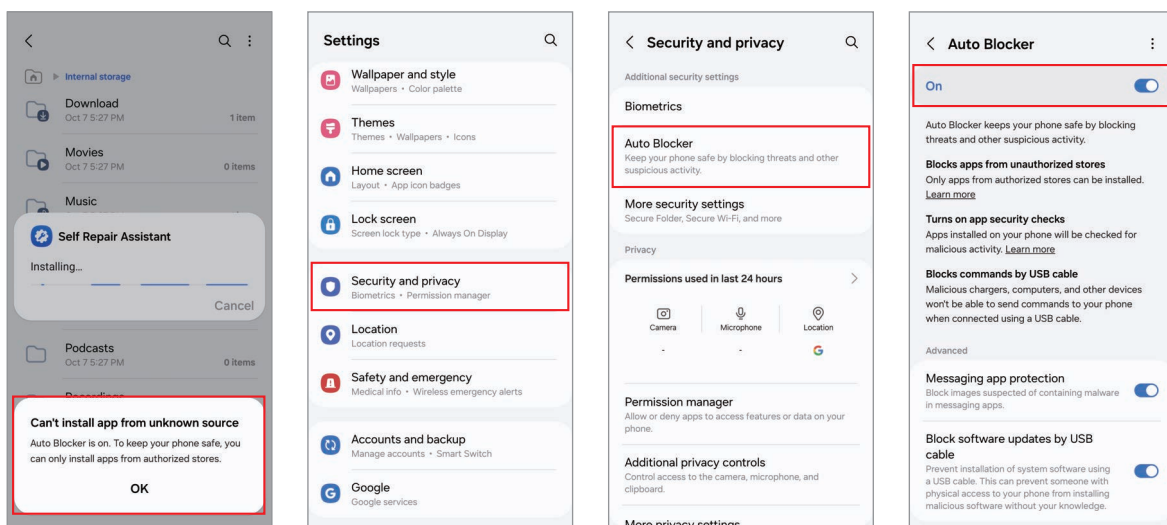 Internal storage
Download
Oct 7 5:27 PM
1 item
Movies
Oct 7 5:27 PM
0 items
Music
Self Repair Assistant
Installing...
Cancel
Podcasts
Oct 7 5:27 PM
0 items
Can't install app from unknown source
Auto Blocker is on. To keep your phone safe, you
can only install apps from authorized stores.
OK
Settings
Wallpaper and style
Wallpapers • Color palette
Themes
Themes • Wallpapers • Icons
Home screen
Layout • App icon badges
Lock screen
Screen lock type • Always On Display
Security and privacy
Biometrics • Permission manager
Location
Location requests
Safety and emergency
Medical info • Wireless emergency alerts
Accounts and backup
Manage accounts • Smart Switch
Google
Google services
Security and privacy
Additional security settings
Biometrics
Auto Blocker
Keep your phone safe by blocking threats and other
suspicious activity.
More security settings
Secure Folder, Secure Wi-Fi, and more
Privacy
Permissions used in last 24 hours
Camera
Microphone
Location
-
-
G
Permission manager
Allow or deny apps to access features or data on your
phone.
Additional privacy controls
Control access to the camera, microphone, and
clipboard.
More privacy settings
Auto Blocker
On
Auto Blocker keeps your phone safe by blocking
threats and other suspicious activity.
Blocks apps from unauthorized stores
Only apps from authorized stores can be installed.
Learn more
Turns on app security checks
Apps installed on your phone will be checked for
malicious activity. Learn more
Blocks commands by USB cable
Malicious chargers, computers, and other devices
won't be able to send commands to your phone
when connected using a USB cable.
Advanced
Messaging app protection
Block images suspected of containing malware
in messaging apps.
Block software updates by USB
cable
Prevent installation of system software using
a USB cable. This can prevent someone with
physical access to your phone from installing
malicious software without your knowledge.